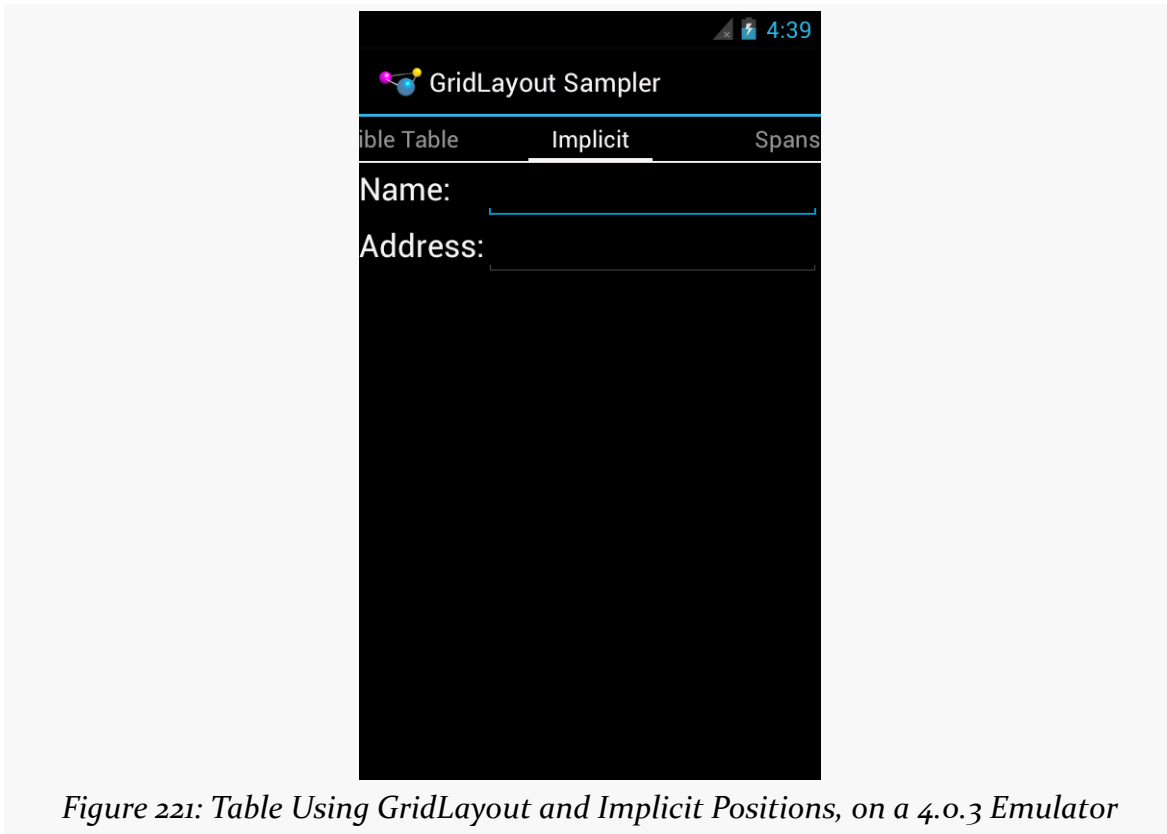 4:39
GridLayout Sampler
ible Table Implicit Spans
Name:
Address:
Figure 221: Table Using GridLayout and Implicit Positions, on a 4.0.3 Emulator